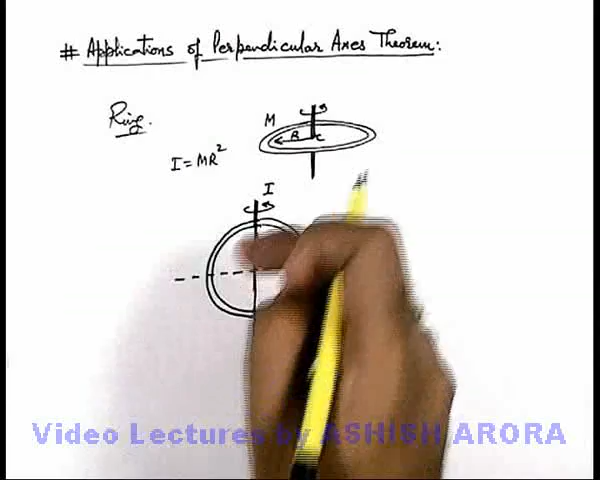 # Applications of Perpendicular Axes Theorem:
Ring.
M
R
C
I = MR²
I
Video Lectures by ASHISH ARORA